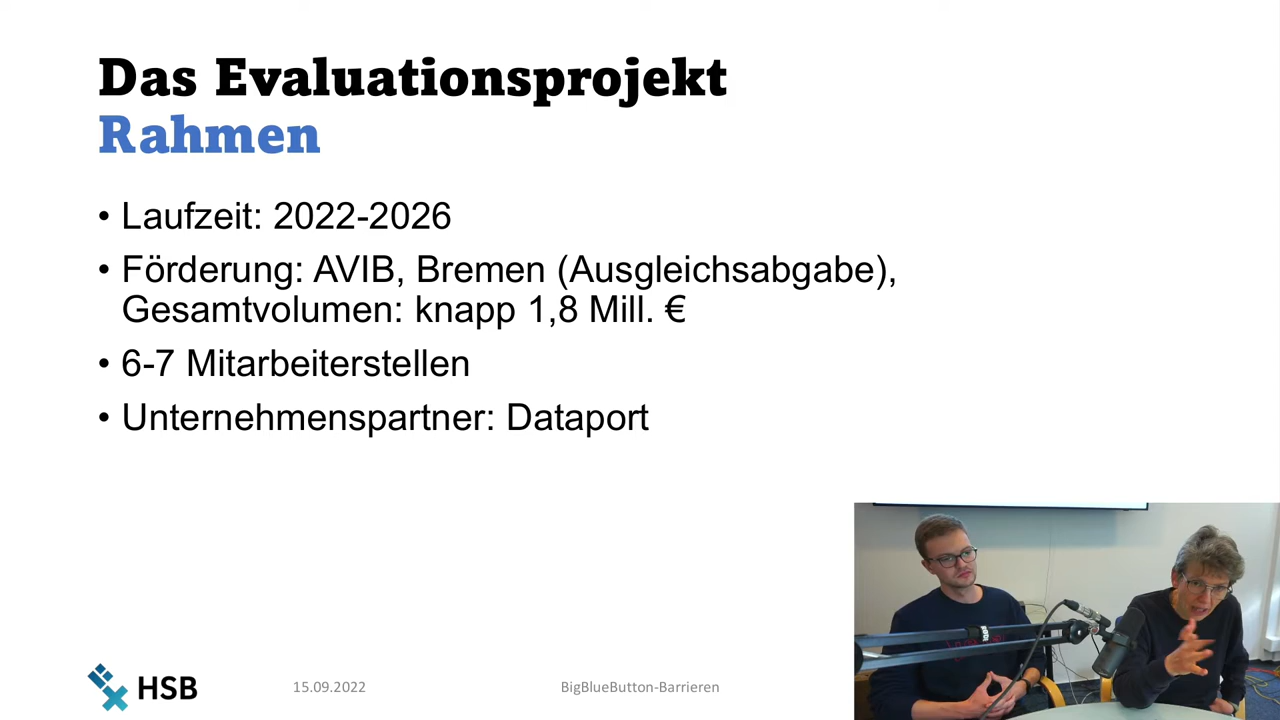 Das Evaluationsprojekt
Rahmen
• Laufzeit: 2022-2026
• Förderung: AVIB, Bremen (Ausgleichsabgabe),
Gesamtvolumen: knapp 1,8 Mill. €
• 6-7 Mitarbeiterstellen
• Unternehmenspartner: Dataport
HSB
15.09.2022
BigBlueButton-Barrieren